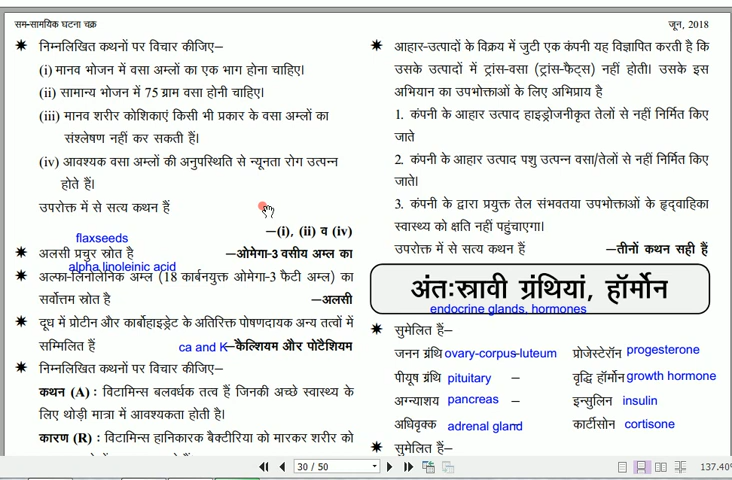 सम-सामयिक घटना चक्र
जून, 2018
* निम्नलिखित कथनों पर विचार कीजिए–
(i) मानव भोजन में वसा अम्लों का एक भाग होना चाहिए।
(ii) सामान्य भोजन में 75 ग्राम वसा होनी चाहिए।
(iii) मानव शरीर कोशिकाएं किसी भी प्रकार के वसा अम्लों का
संश्लेषण नहीं कर सकती हैं।
(iv) आवश्यक वसा अम्लों की अनुपस्थिति से न्यूनता रोग उत्पन्न
होते हैं।
उपरोक्त में से सत्य कथन हैं
–(i), (ii) व (iv)
flaxseeds
* अलसी प्रचुर स्रोत है –ओमेगा-3 वसीय अम्ल का
alpha linoleinic acid
* अल्फा-लिनोलेनिक अम्ल (18 कार्बनयुक्त ओमेगा-3 फैटी अम्ल) का
सर्वोत्तम स्रोत है –अलसी
* दूध में प्रोटीन और कार्बोहाइड्रेट के अतिरिक्त पोषणदायक अन्य तत्वों में
सम्मिलित हैं ca and K –कैल्शियम और पोटैशियम
* निम्नलिखित कथनों पर विचार कीजिए–
कथन (A) : विटामिन्स बलवर्धक तत्व हैं जिनकी अच्छे स्वास्थ्य के
लिए थोड़ी मात्रा में आवश्यकता होती है।
कारण (R) : विटामिन्स हानिकारक बैक्टीरिया को मारकर शरीर को
* आहार-उत्पादों के विक्रय में जुटी एक कंपनी यह विज्ञापित करती है कि
उसके उत्पादों में ट्रांस-वसा (ट्रांस-फैट्स) नहीं होती। उसके इस
अभियान का उपभोक्ताओं के लिए अभिप्राय है
1. कंपनी के आहार उत्पाद हाइड्रोजनीकृत तेलों से नहीं निर्मित किए
जाते
2. कंपनी के आहार उत्पाद पशु उत्पन्न वसा/तेलों से नहीं निर्मित किए
जाते।
3. कंपनी के द्वारा प्रयुक्त तेल संभवतया उपभोक्ताओं के हृद्वाहिका
स्वास्थ्य को क्षति नहीं पहुंचाएगा।
उपरोक्त में से सत्य कथन हैं –तीनों कथन सही हैं
अंतःस्रावी ग्रंथियां, हॉर्मोन
endocrine glands, hormones
* सुमेलित हैं–
जनन ग्रंथि ovary-corpus-luteum – प्रोजेस्टेरॉन progesterone
पीयूष ग्रंथि pituitary – वृद्धि हॉर्मोन growth hormone
अग्न्याशय pancreas – इन्सुलिन insulin
अधिवृक्क adrenal gland – कार्टीसोन cortisone
* सुमेलित हैं–
30 / 50
137.40